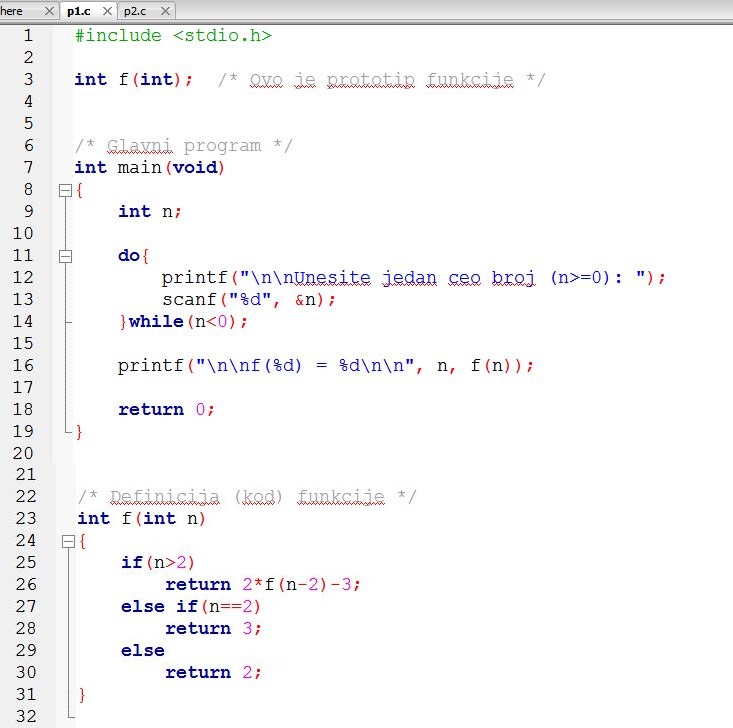 here × p1.c × p2.c ×
1 #include <stdio.h>
2
3 int f(int);  /* Ovo je prototip funkcije */
4
5
6 /* Glavni program */
7 int main(void)
8 {
9     int n;
10
11     do{
12         printf("\n\nUnesite jedan ceo broj (n>=0): ");
13         scanf("%d", &n);
14     }while(n<0);
15
16     printf("\n\nf(%d) = %d\n\n", n, f(n));
17
18     return 0;
19 }
20
21
22 /* Definicija (kod) funkcije */
23 int f(int n)
24 {
25     if(n>2)
26         return 2*f(n-2)-3;
27     else if(n==2)
28         return 3;
29     else
30         return 2;
31 }
32